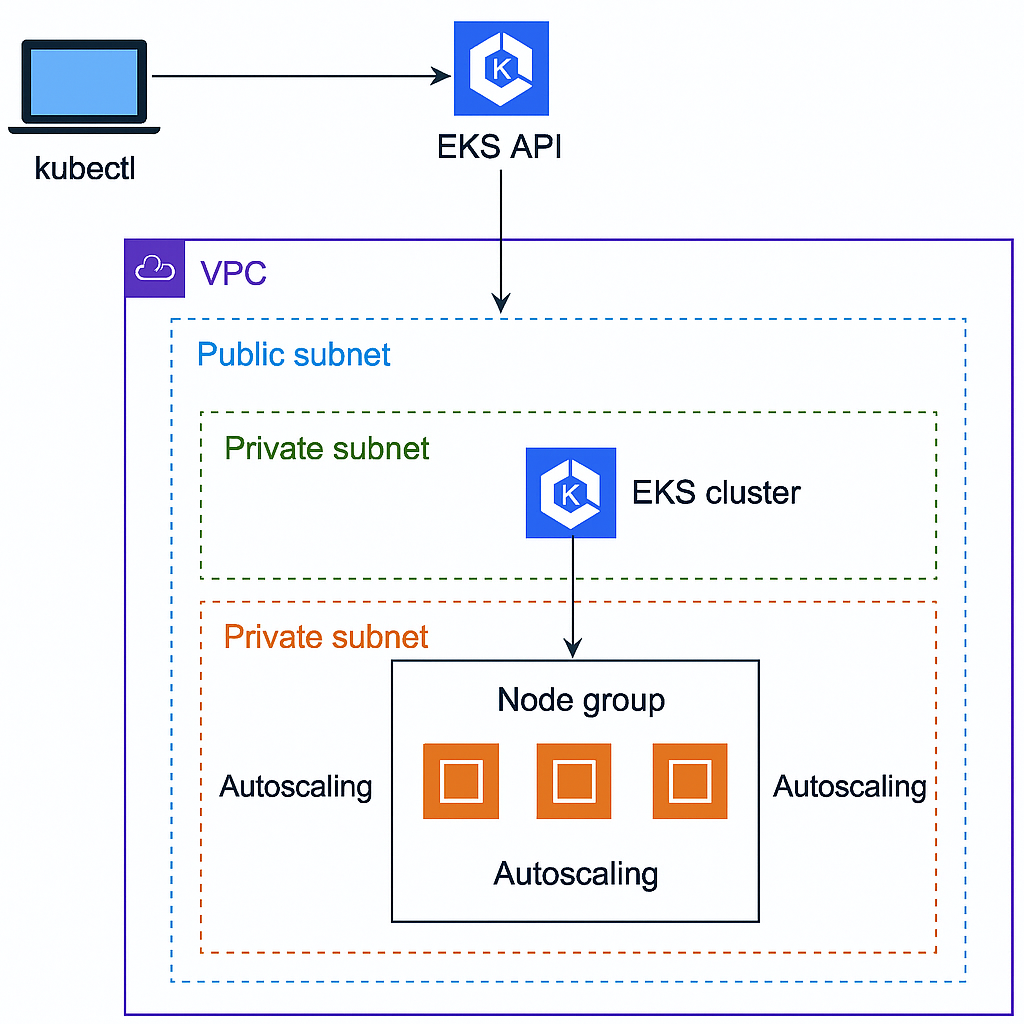 K
EKS API
kubectl
VPC
Public subnet
Private subnet
K
EKS cluster
Private subnet
Node group
Autoscaling
Autoscaling
Autoscaling